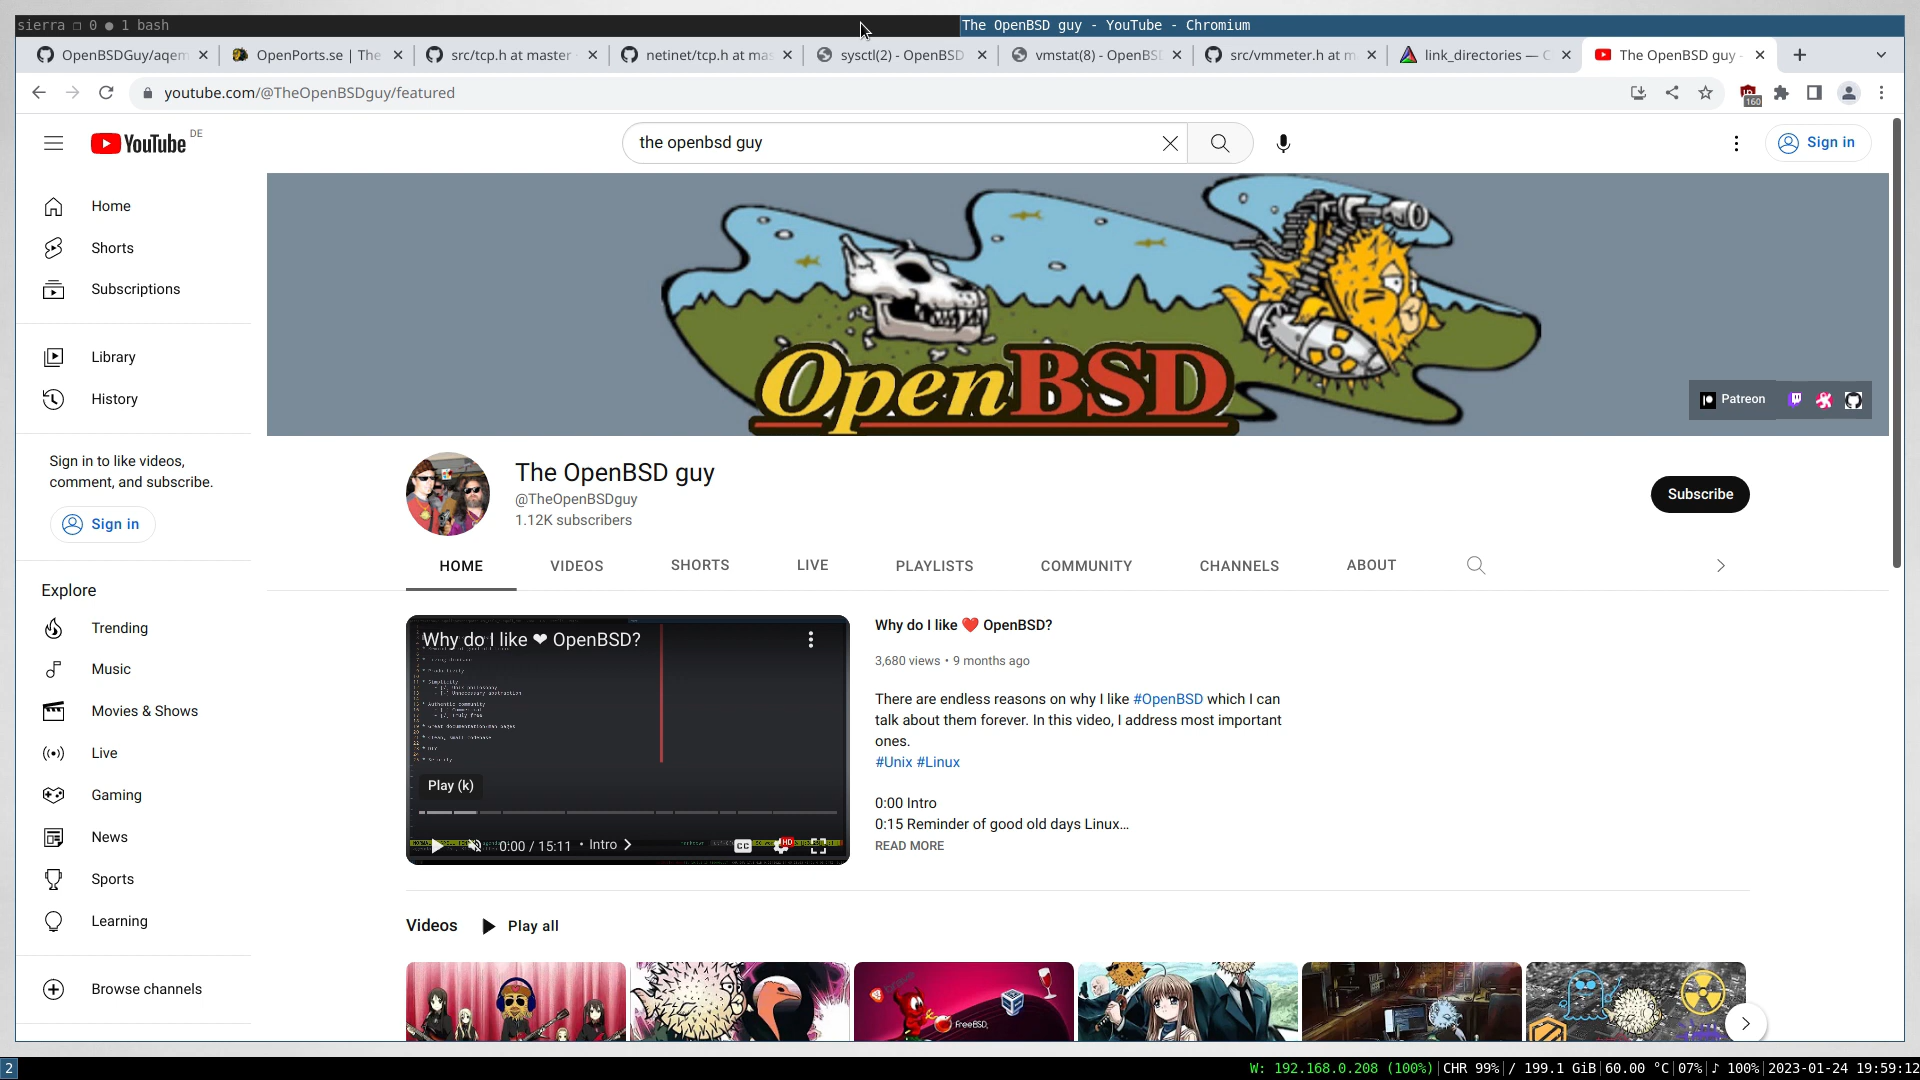 sierra ❐ 0 ● 1 bash
The OpenBSD guy - YouTube - Chromium
OpenBSDGuy/aqem
OpenPorts.se | The
src/tcp.h at master
netinet/tcp.h at mas
sysctl(2) - OpenBSD
vmstat(8) - OpenBS
src/vmmeter.h at m
link_directories — C
The OpenBSD guy -
youtube.com/@TheOpenBSDguy/featured
160
YouTube DE
the openbsd guy
Sign in
Home
Shorts
Subscriptions
Library
History
Sign in to like videos,
comment, and subscribe.
Sign in
Explore
Trending
Music
Movies & Shows
Live
Gaming
News
Sports
Learning
Browse channels
OpenBSD
Patreon
The OpenBSD guy
@TheOpenBSDguy
1.12K subscribers
Subscribe
HOME VIDEOS SHORTS LIVE PLAYLISTS COMMUNITY CHANNELS ABOUT
Why do I like ❤ OpenBSD?
Play (k)
0:00 / 15:11 • Intro
CC
HD
Why do I like ❤️ OpenBSD?
3,680 views • 9 months ago
There are endless reasons on why I like #OpenBSD which I can
talk about them forever. In this video, I address most important
ones.
#Unix #Linux
0:00 Intro
0:15 Reminder of good old days Linux...
READ MORE
Videos Play all
FreeBSD
2
W: 192.168.0.208 (100%)|CHR 99%|/ 199.1 GiB|60.00 °C|07%|♪ 100%|2023-01-24 19:59:12